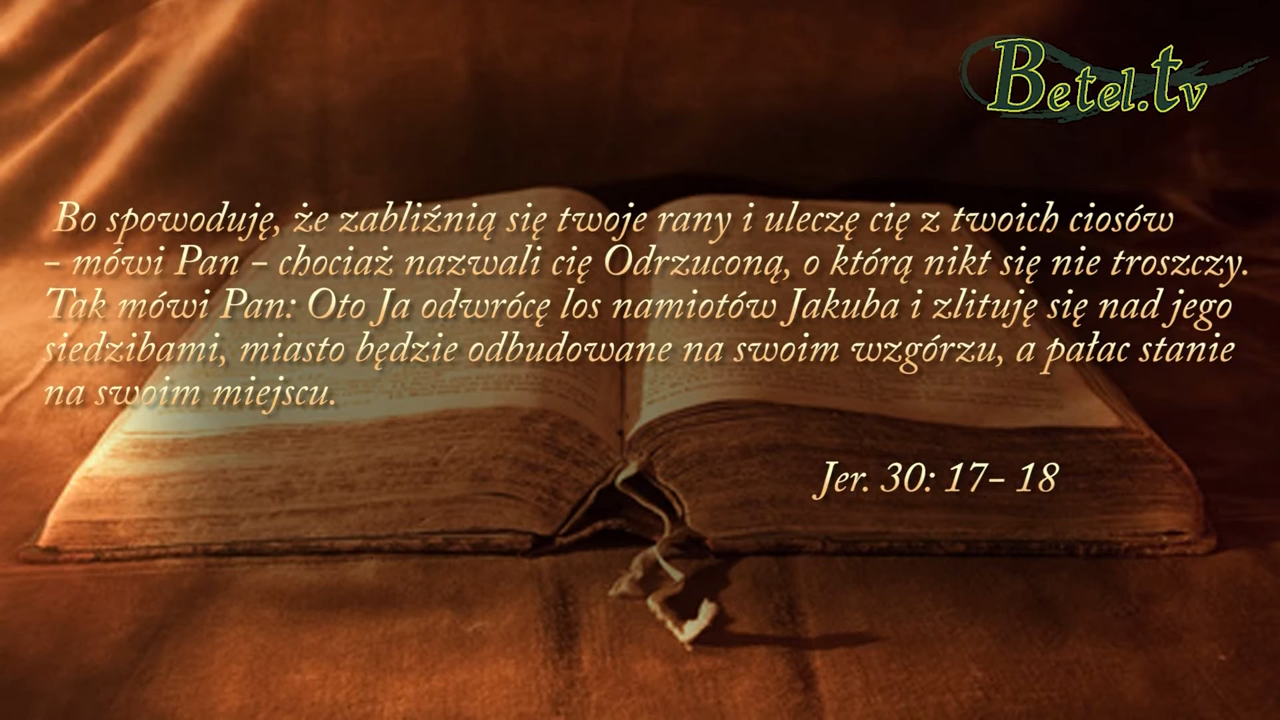 Betel.tv
Bo spowoduję, że zabliźnią się twoje rany i uleczę cię z twoich ciosów
- mówi Pan - chociaż nazwali cię Odrzuconą, o którą nikt się nie troszczy.
Tak mówi Pan: Oto Ja odwrócę los namiotów Jakuba i zlituję się nad jego
siedzibami, miasto będzie odbudowane na swoim wzgórzu, a pałac stanie
na swoim miejscu.
Jer. 30: 17- 18